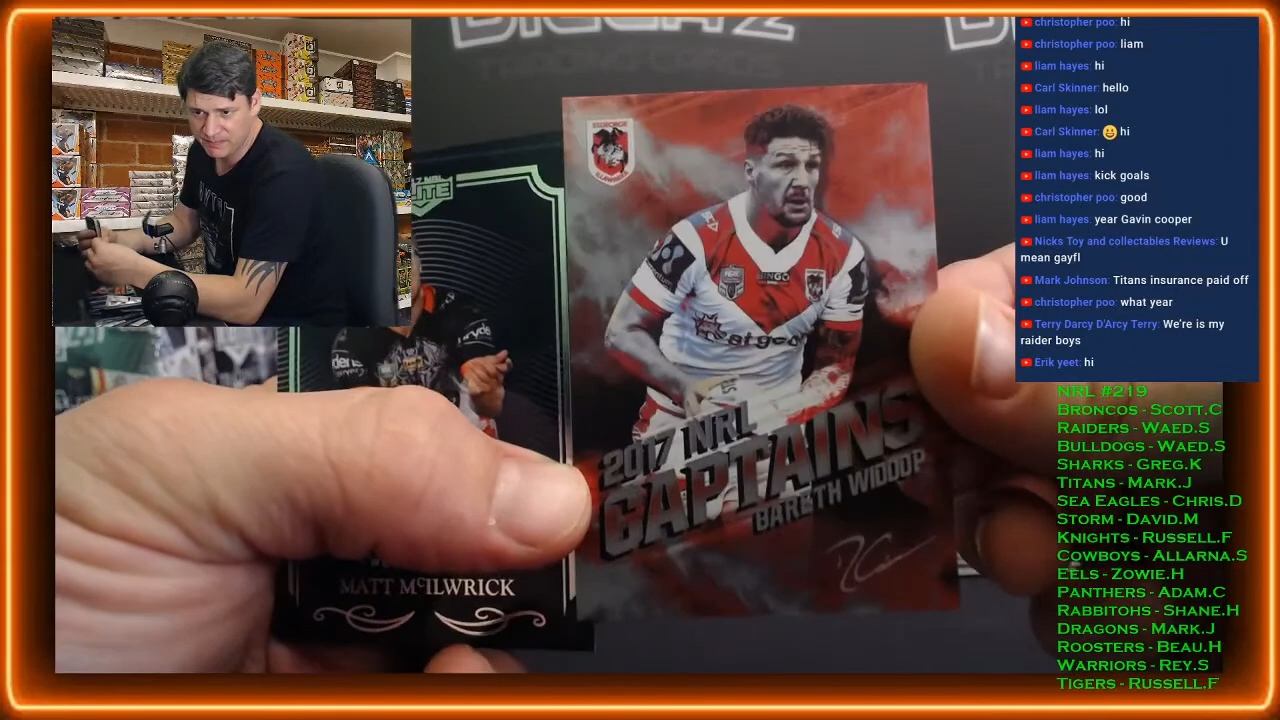 christopher poo: hi
christopher poo: liam
liam hayes: hi
Carl Skinner: hello
liam hayes: lol
Carl Skinner: 😀 hi
liam hayes: hi
liam hayes: kick goals
christopher poo: good
liam hayes: year Gavin cooper
Nicks Toy and collectables Reviews: U
mean gayfl
Mark Johnson: Titans insurance paid off
christopher poo: what year
Terry Darcy D'Arcy Terry: We're is my
raider boys
Erik yeet: hi
NRL #219
BRONCOS - SCOTT.C
RAIDERS - WAED.S
BULLDOGS - WAED.S
SHARKS - GREG.K
TITANS - MARK.J
SEA EAGLES - CHRIS.D
STORM - DAVID.M
KNIGHTS - RUSSELL.F
COWBOYS - ALLARNA.S
EELS - ZOWIE.H
PANTHERS - ADAM.C
RABBITOHS - SHANE.H
DRAGONS - MARK.J
ROOSTERS - BEAU.H
WARRIORS - REY.S
TIGERS - RUSSELL.F
ST.GEORGE
ILLAWARRA
NRL
BINGO
2017 NRL
CAPTAINS
GARETH WIDDOP
MATT McILWRICK